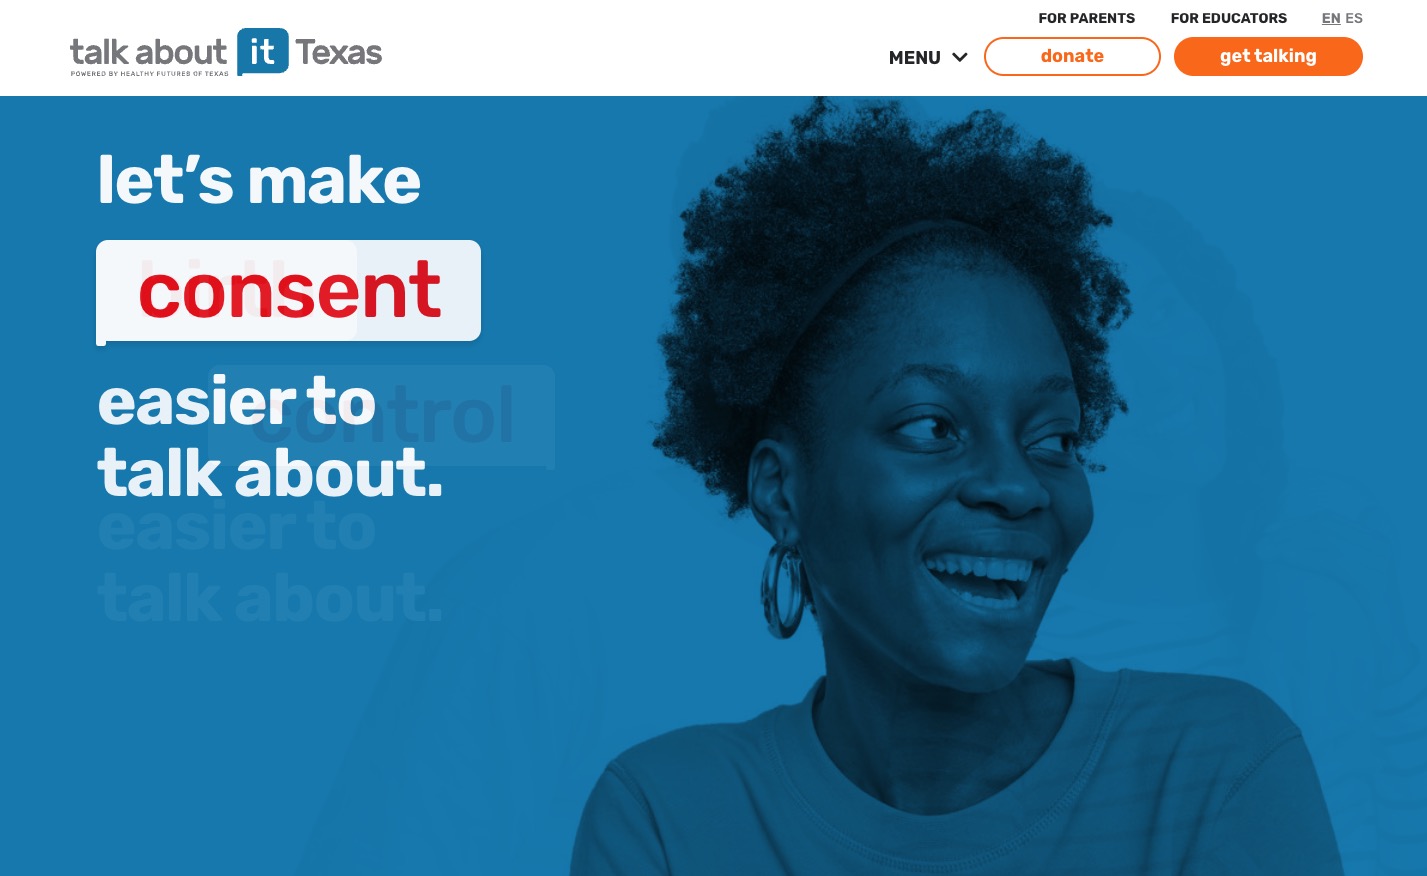 FOR PARENTS
FOR EDUCATORS
EN ES
talk about it Texas
POWERED BY HEALTHY FUTURES OF TEXAS
MENU
donate
get talking
let’s make
consent
easier to
control
talk about.
easier to
talk about.